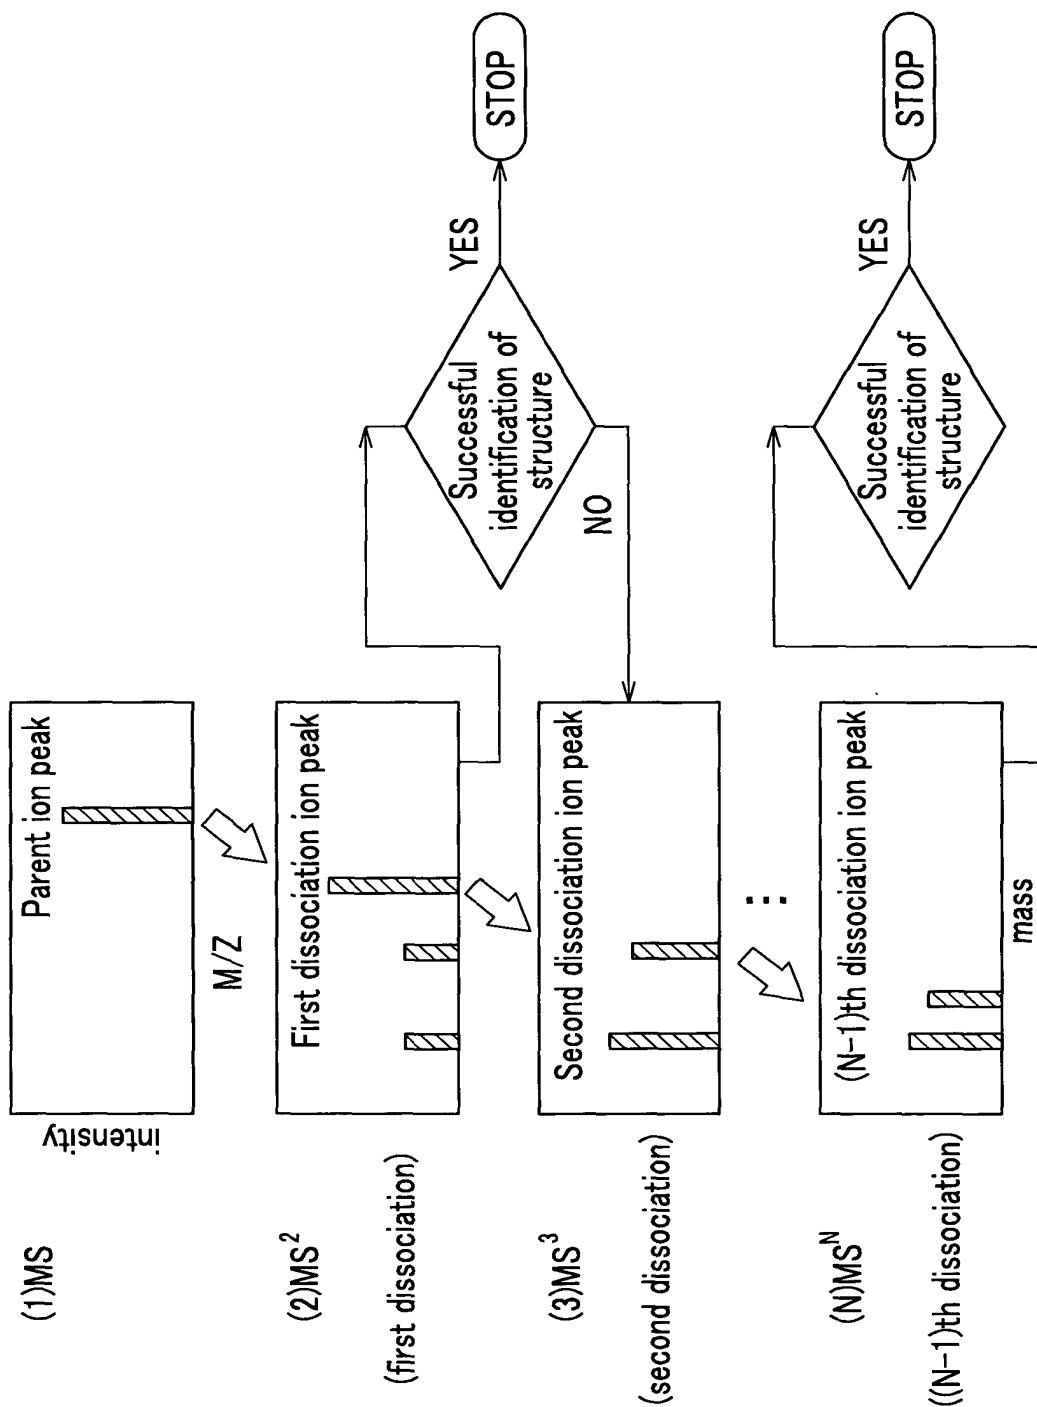 (1)MS
intensity
Parent ion peak
M/Z
(2)MS²
(first dissociation)
First dissociation ion peak
Successful
identification of
structure
YES
STOP
NO
(3)MS³
(second dissociation)
Second dissociation ion peak
...
(N)MSᴺ
((N-1)th dissociation)
(N-1)th dissociation ion peak
mass
Successful
identification of
structure
YES
STOP